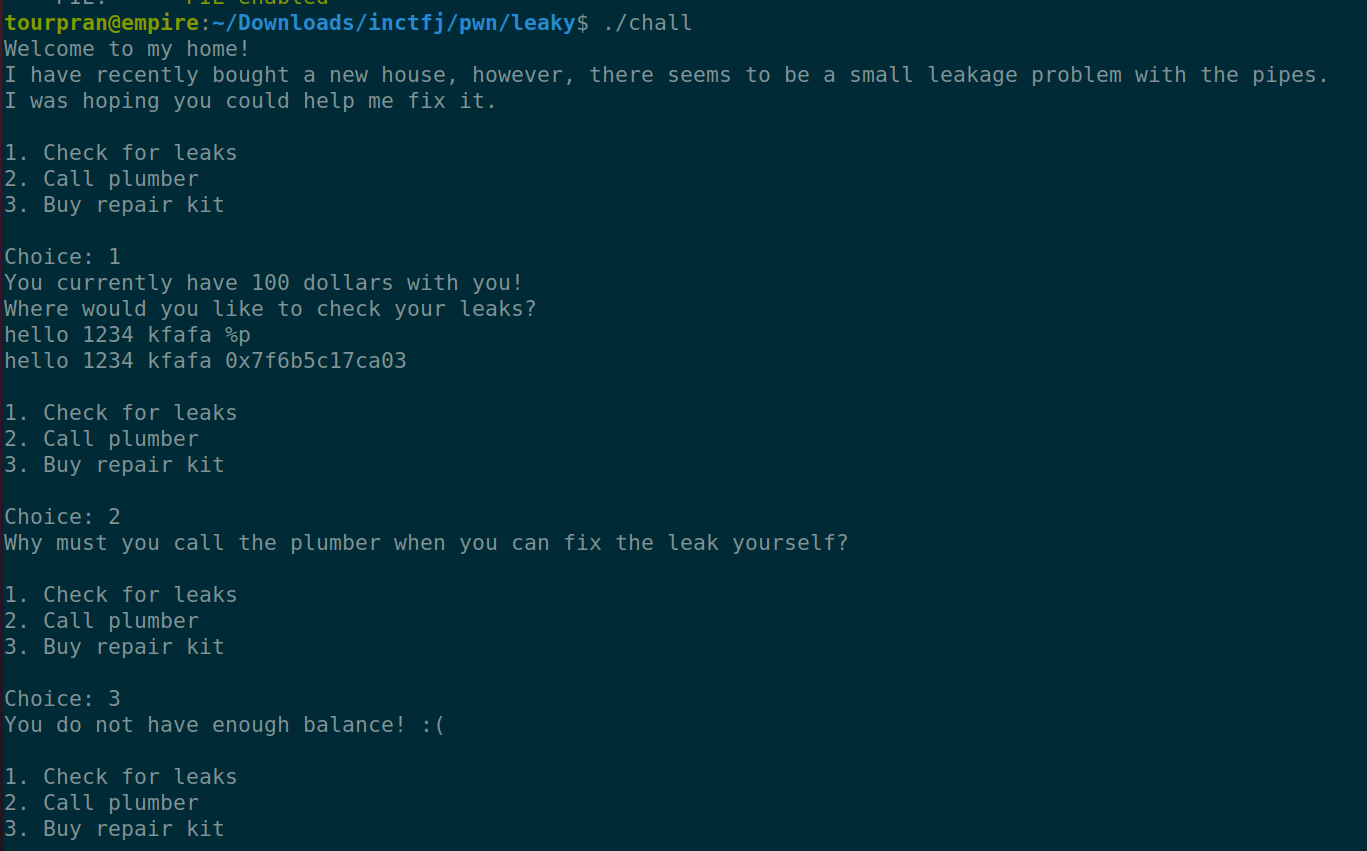 PIE: PIE enabled
tourpran@empire:~/Downloads/inctfj/pwn/leaky$ ./chall
Welcome to my home!
I have recently bought a new house, however, there seems to be a small leakage problem with the pipes.
I was hoping you could help me fix it.
1. Check for leaks
2. Call plumber
3. Buy repair kit
Choice: 1
You currently have 100 dollars with you!
Where would you like to check your leaks?
hello 1234 kfafa %p
hello 1234 kfafa 0x7f6b5c17ca03
1. Check for leaks
2. Call plumber
3. Buy repair kit
Choice: 2
Why must you call the plumber when you can fix the leak yourself?
1. Check for leaks
2. Call plumber
3. Buy repair kit
Choice: 3
You do not have enough balance! :(
1. Check for leaks
2. Call plumber
3. Buy repair kit